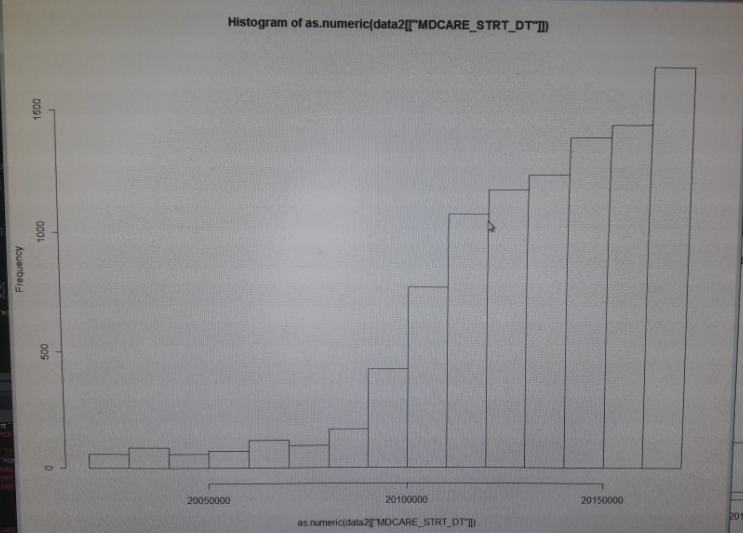 Histogram of as.numeric(data2[["MDCARE_STRT_DT"]])
1500
1000
Frequency
500
0
20050000 20100000 20150000
as.numeric(data2[["MDCARE_STRT_DT"]])